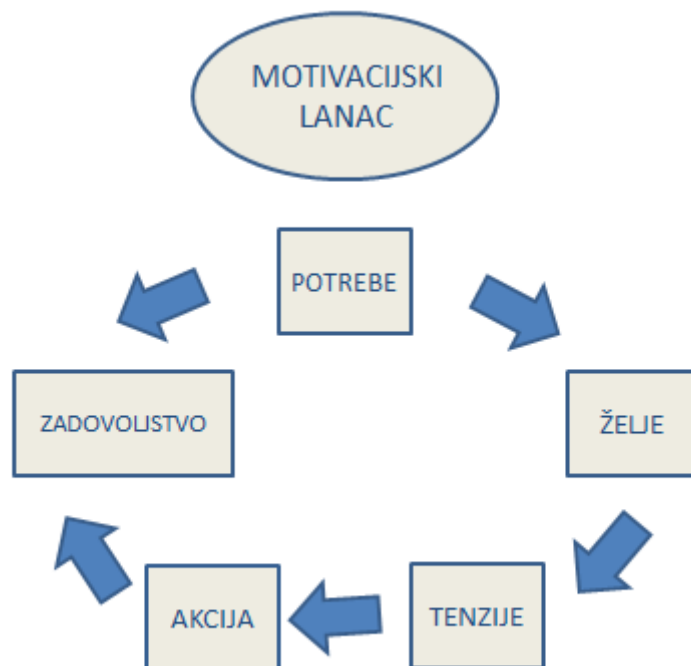 MOTIVACIJSKI
LANAC
POTREBE
ZADOVOLJSTVO
ŽELJE
AKCIJA
TENZIJE